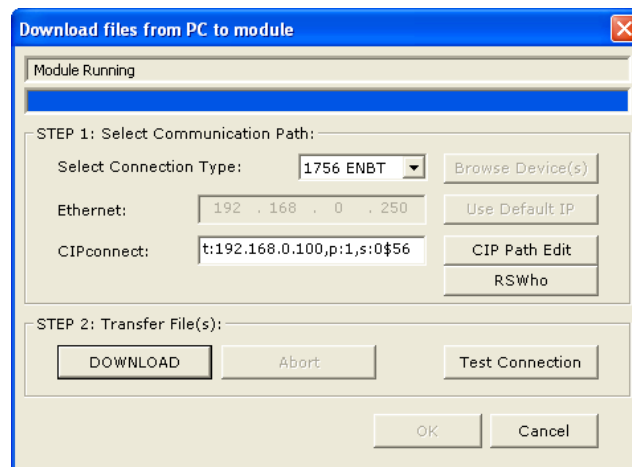 Download files from PC to module
Module Running
STEP 1: Select Communication Path:
Select Connection Type: 1756 ENBT Browse Device(s)
Ethernet: 192 . 168 . 0 . 250 Use Default IP
CIPconnect: t:192.168.0.100,p:1,s:0$56 CIP Path Edit
RSWho
STEP 2: Transfer File(s):
DOWNLOAD Abort Test Connection
OK Cancel